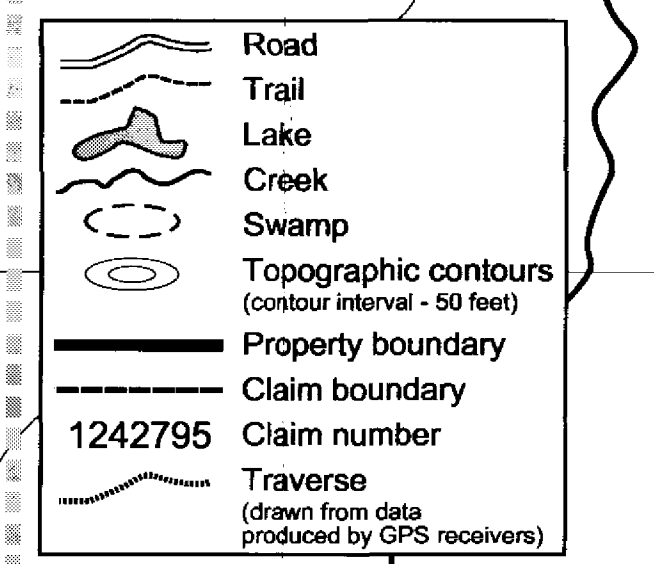 Road
Trail
Lake
Creek
Swamp
Topographic contours
(contour interval - 50 feet)
Property boundary
Claim boundary
1242795 Claim number
Traverse
(drawn from data
produced by GPS receivers)